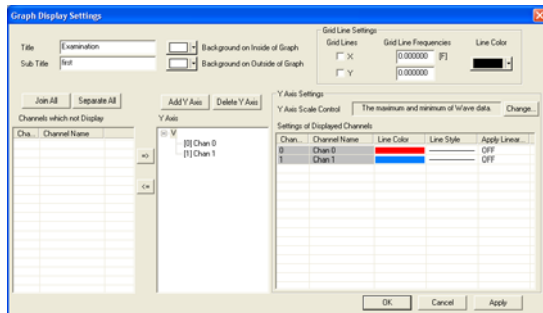 Graph Display Settings
Title
Examination
Sub Title
first
Background on Inside of Graph
Background on Outside of Graph
Grid Line Settings
Grid Lines
Grid Line Frequencies
Line Color
X
0.000000
[F]
Y
0.000000
Join All
Separate All
Channels which not Display
Cha...
Channel Name
=>
<=
Add Y Axis
Delete Y Axis
Y Axis
V
[0] Chan 0
[1] Chan 1
Y Axis Settings
Y Axis Scale Control
The maximum and minimum of Wave data.
Change...
Settings of Displayed Channels
Chan...
Channel Name
Line Color
Line Style
Apply Linear...
0
Chan 0
OFF
1
Chan 1
OFF
OK
Cancel
Apply